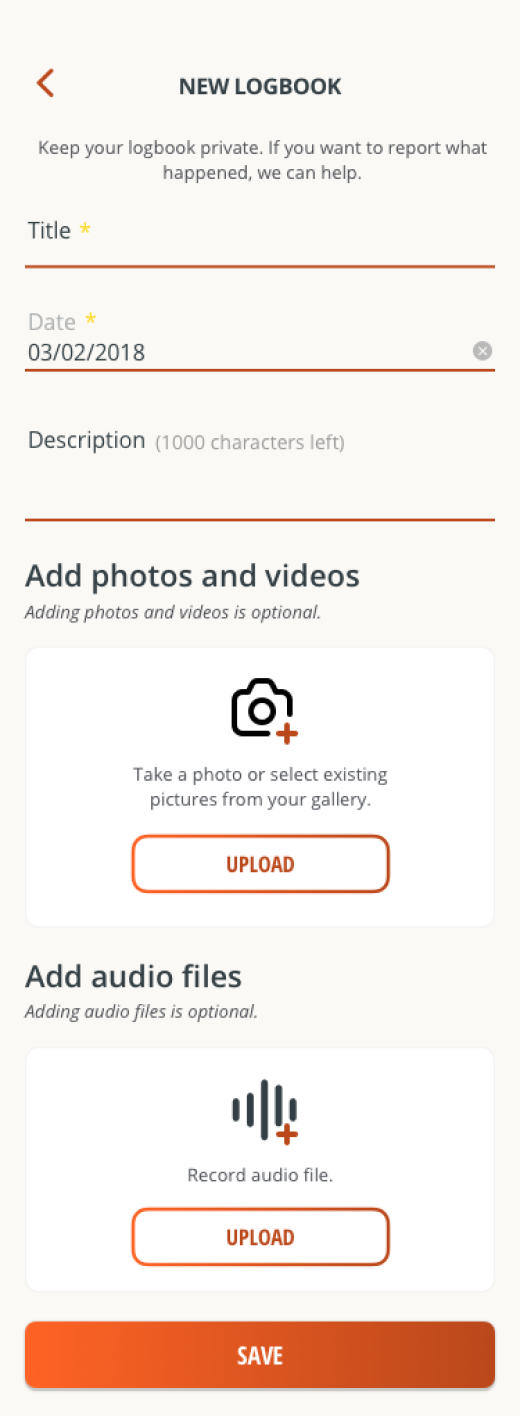 NEW LOGBOOK
Keep your logbook private. If you want to report what
happened, we can help.
Title *
Date *
03/02/2018
Description (1000 characters left)
Add photos and videos
Adding photos and videos is optional.
Take a photo or select existing
pictures from your gallery.
UPLOAD
Add audio files
Adding audio files is optional.
Record audio file.
UPLOAD
SAVE